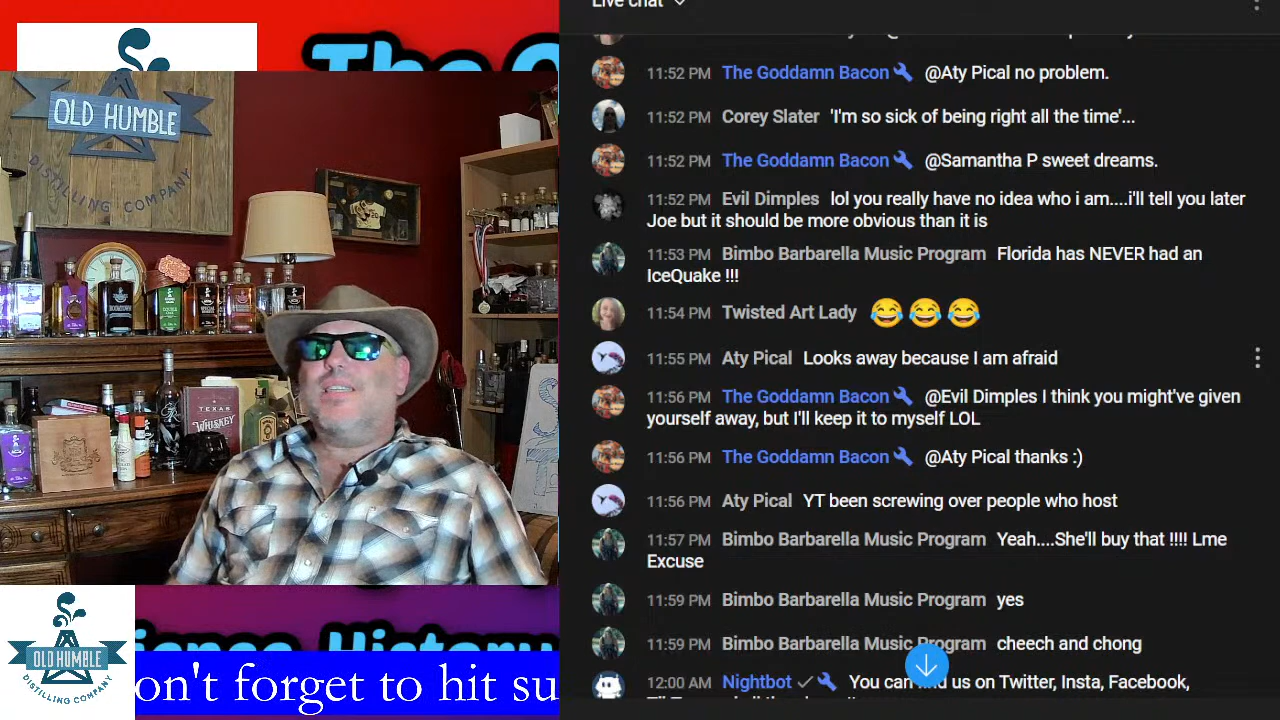 The
OLD HUMBLE
DISTILLING COMPANY
TEXAS
WHISKEY
OLD HUMBLE
DISTILLING COMPANY
ience, History
on't forget to hit su
Live chat
11:52 PM The Goddamn Bacon @Aty Pical no problem.
11:52 PM Corey Slater 'I'm so sick of being right all the time'...
11:52 PM The Goddamn Bacon @Samantha P sweet dreams.
11:52 PM Evil Dimples lol you really have no idea who i am....i'll tell you later
Joe but it should be more obvious than it is
11:53 PM Bimbo Barbarella Music Program Florida has NEVER had an
IceQuake !!!
11:54 PM Twisted Art Lady 😂 😂 😂
11:55 PM Aty Pical Looks away because I am afraid
11:56 PM The Goddamn Bacon @Evil Dimples I think you might've given
yourself away, but I'll keep it to myself LOL
11:56 PM The Goddamn Bacon @Aty Pical thanks :)
11:56 PM Aty Pical YT been screwing over people who host
11:57 PM Bimbo Barbarella Music Program Yeah....She'll buy that !!!! Lme
Excuse
11:59 PM Bimbo Barbarella Music Program yes
11:59 PM Bimbo Barbarella Music Program cheech and chong
12:00 AM Nightbot You can find us on Twitter, Insta, Facebook,